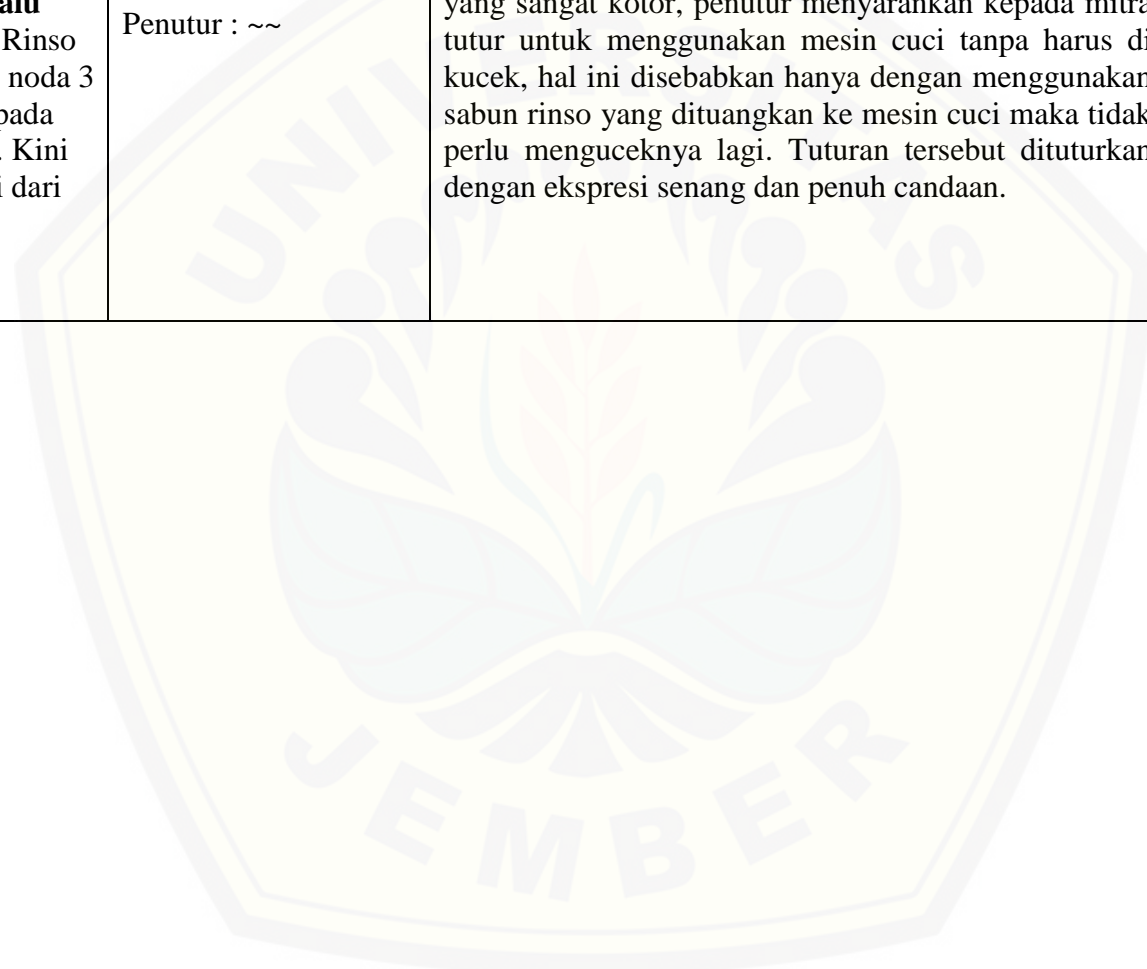 alu
Rinso
noda 3
pada
. Kini
i dari
Penutur : ~~
yang sangat kotor, penutur menyarankan kepada mitra
tutur untuk menggunakan mesin cuci tanpa harus di
kucek, hal ini disebabkan hanya dengan menggunakan
sabun rinso yang dituangkan ke mesin cuci maka tidak
perlu menguceknya lagi. Tuturan tersebut dituturkan
dengan ekspresi senang dan penuh candaan.
UNIVERSITAS
JEMBER